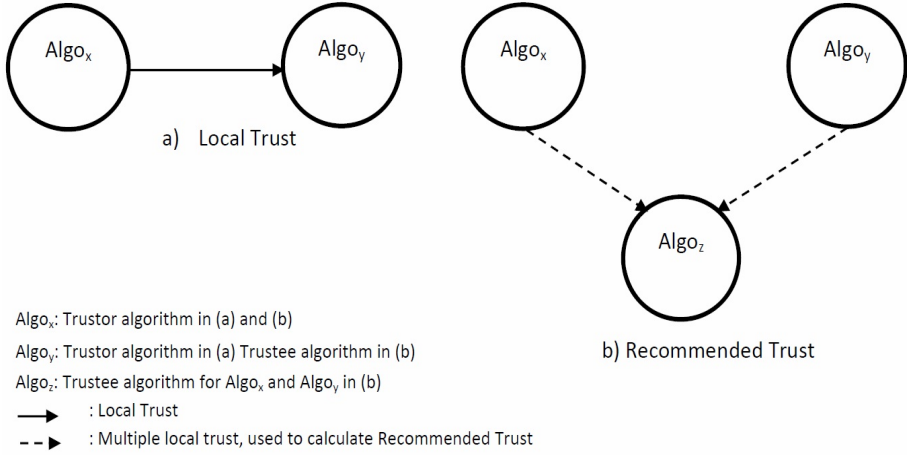 Algox
Algoy
a) Local Trust
Algox
Algoy
Algoz
b) Recommended Trust
Algox: Trustor algorithm in (a) and (b)
Algoy: Trustor algorithm in (a) Trustee algorithm in (b)
Algoz: Trustee algorithm for Algox and Algoy in (b)
: Local Trust
: Multiple local trust, used to calculate Recommended Trust